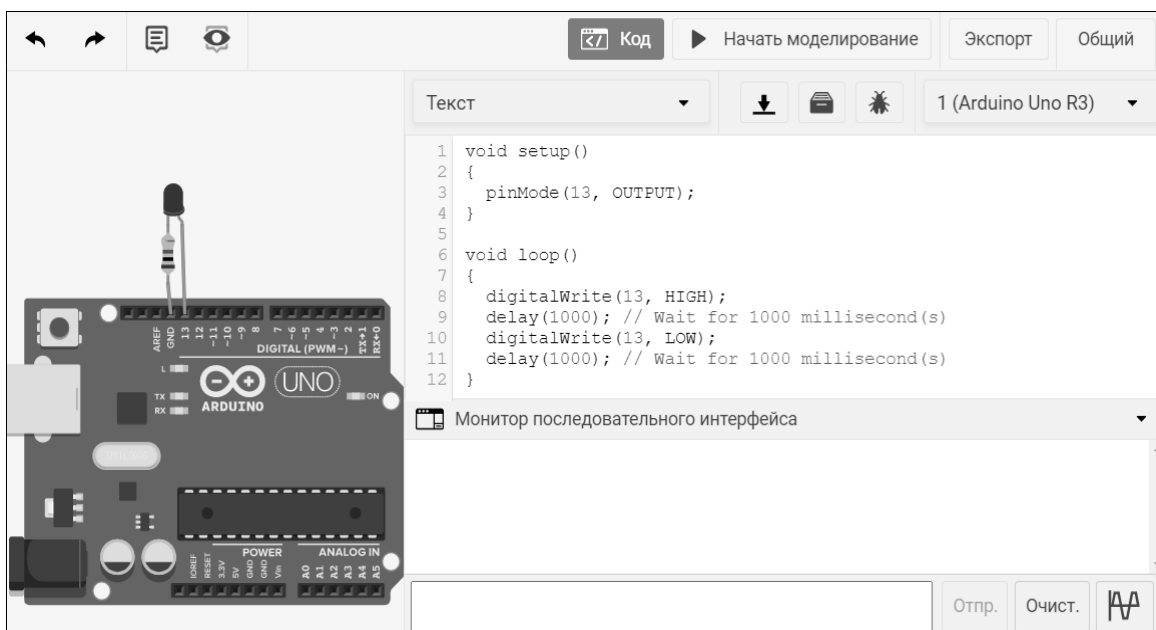 Код
Начать моделирование
Экспорт
Общий
Текст
1 (Arduino Uno R3)
1 void setup()
2 {
3 pinMode(13, OUTPUT);
4 }
5
6 void loop()
7 {
8 digitalWrite(13, HIGH);
9 delay(1000); // Wait for 1000 millisecond(s)
10 digitalWrite(13, LOW);
11 delay(1000); // Wait for 1000 millisecond(s)
12 }
Монитор последовательного интерфейса
Отпр.
Очист.
AREF
GND
13
12
~11
~10
~9
8
7
~6
~5
4
~3
2
TX→1
RX←0
DIGITAL (PWM~)
L
TX
RX
ARDUINO
UNO
ON
POWER
ANALOG IN
IOREF
RESET
3.3V
5V
GND
GND
Vin
A0
A1
A2
A3
A4
A5